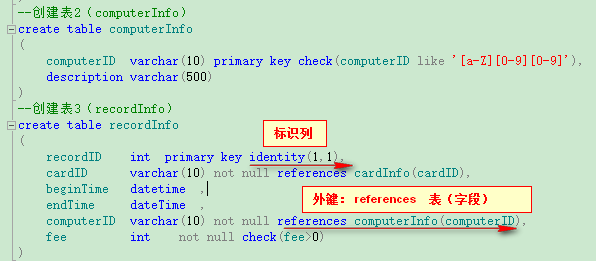 --创建表2（computerInfo）
create table computerInfo
(
computerID varchar(10) primary key check(computerID like '[a-Z][0-9][0-9]'),
description varchar(500)
)
--创建表3（recordInfo）
create table recordInfo
(
标识列
recordID int primary key identity(1,1),
cardID varchar(10) not null references cardInfo(cardID),
beginTime datetime ,
外键: references 表（字段）
endTime dateTime ,
computerID varchar(10) not null references computerInfo(computerID),
fee int not null check(fee>0)
)